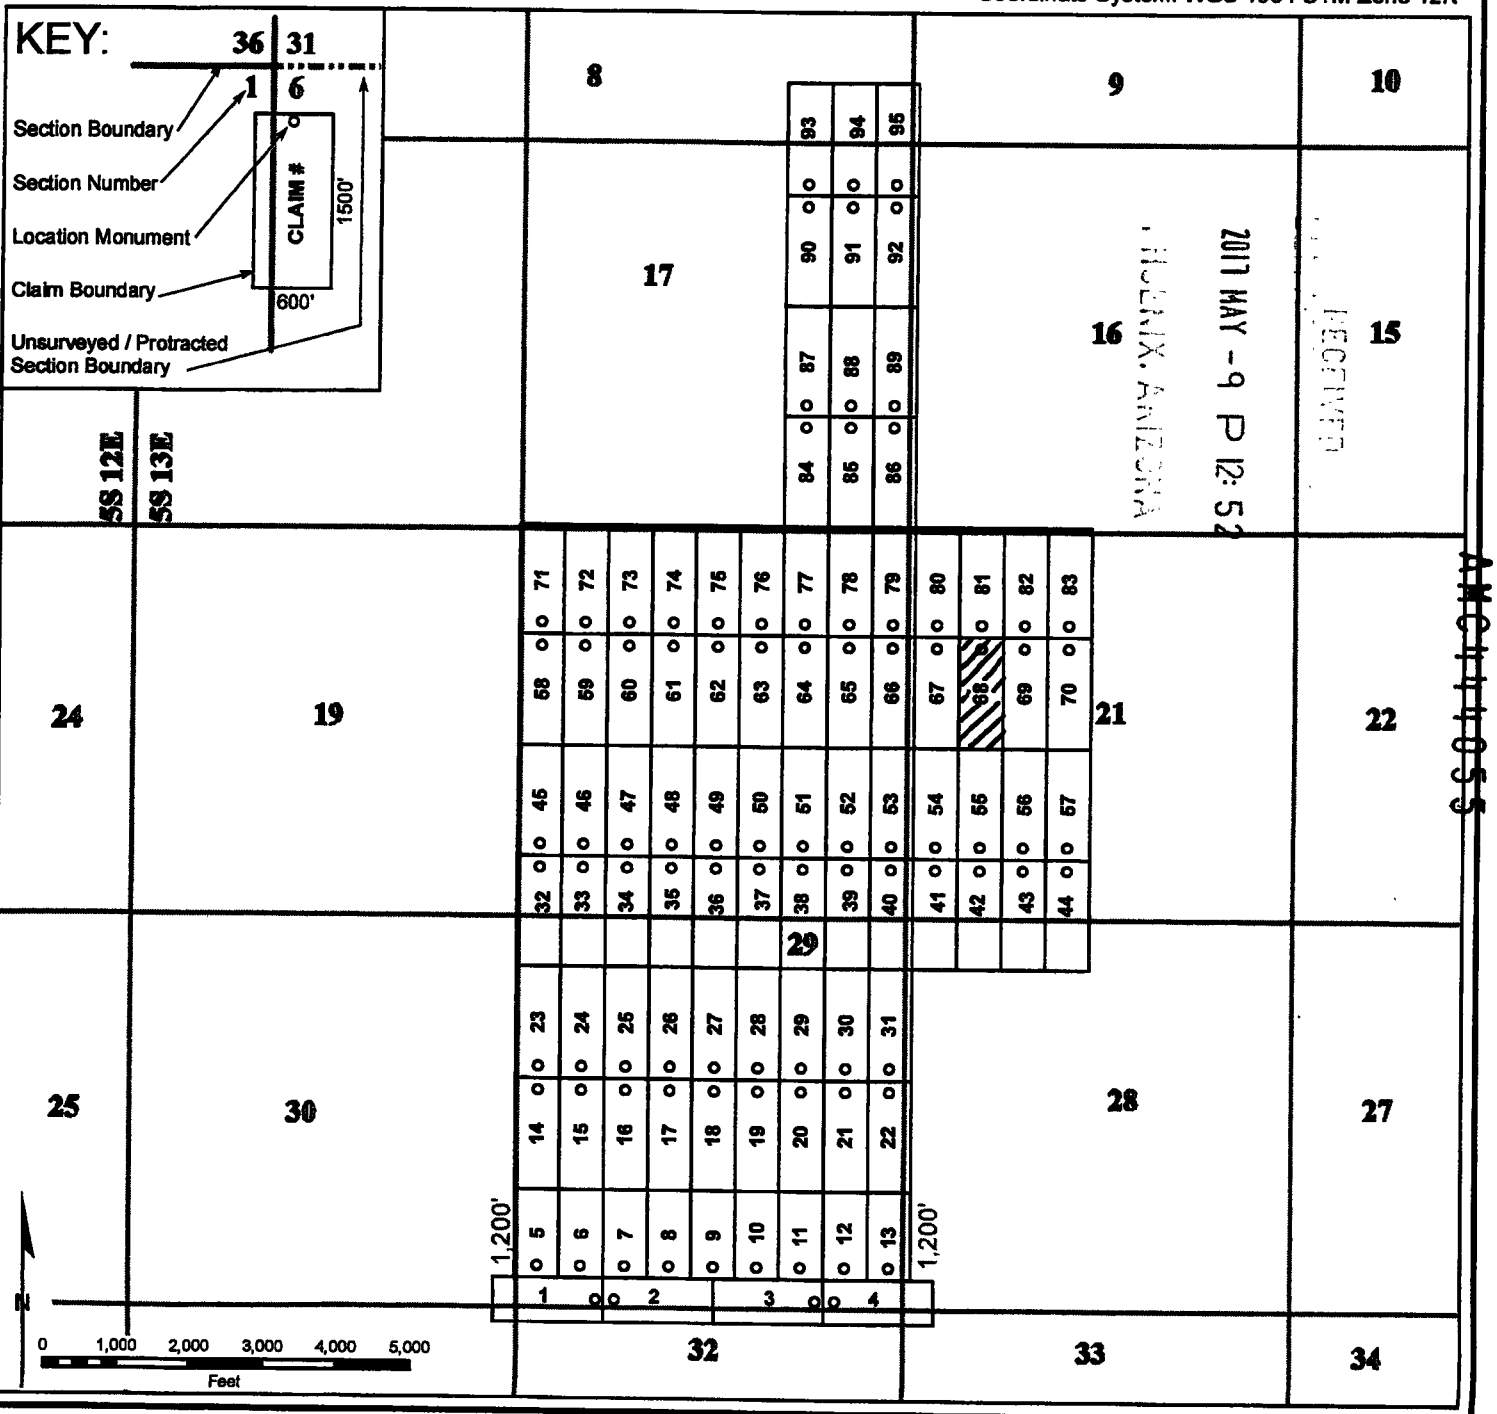 KEY:
36 31
1 6
Section Boundary
Section Number
Location Monument
Claim Boundary
Unsurveyed / Protracted
Section Boundary
CLAIM #
1500'
600'
8
9
10
93 94 95
17
90 91 92
16
15
87 88 89
84 85 86
2017 MAY -9 P 12: 52
PHOENIX, ARIZONA
RECEIVED
5S 12E
5S 13E
71 72 73 74 75 76 77 78 79 80 81 82 83
24
19
58 59 60 61 62 63 64 65 66 67 68 69 70
21
22
45 46 47 48 49 50 51 52 53 54 55 56 57
32 33 34 35 36 37 38 39 40 41 42 43 44
29
23 24 25 26 27 28 29 30 31
25
30
14 15 16 17 18 19 20 21 22
28
27
1,200'
5 6 7 8 9 10 11 12 13
1,200'
1 2 3 4
N
0 1,000 2,000 3,000 4,000 5,000
Feet
32
33
34